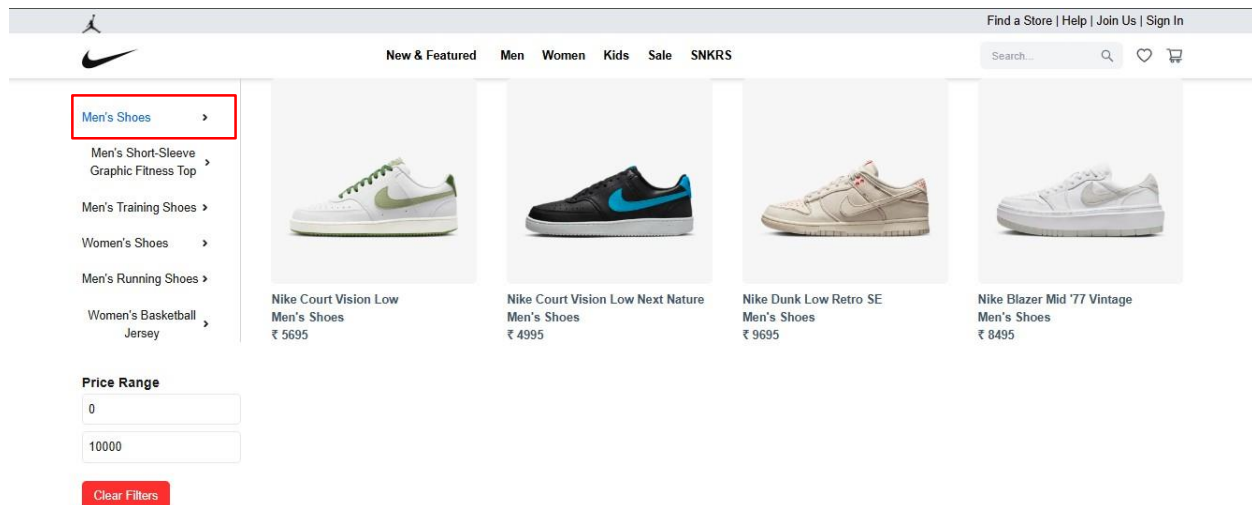 Find a Store | Help | Join Us | Sign In
New & Featured Men Women Kids Sale SNKRS
Search...
Men's Shoes
Men's Short-Sleeve
Graphic Fitness Top
Men's Training Shoes
Women's Shoes
Men's Running Shoes
Women's Basketball
Jersey
Price Range
0
10000
Clear Filters
Nike Court Vision Low
Men's Shoes
₹ 5695
Nike Court Vision Low Next Nature
Men's Shoes
₹ 4995
Nike Dunk Low Retro SE
Men's Shoes
₹ 9695
Nike Blazer Mid '77 Vintage
Men's Shoes
₹ 8495